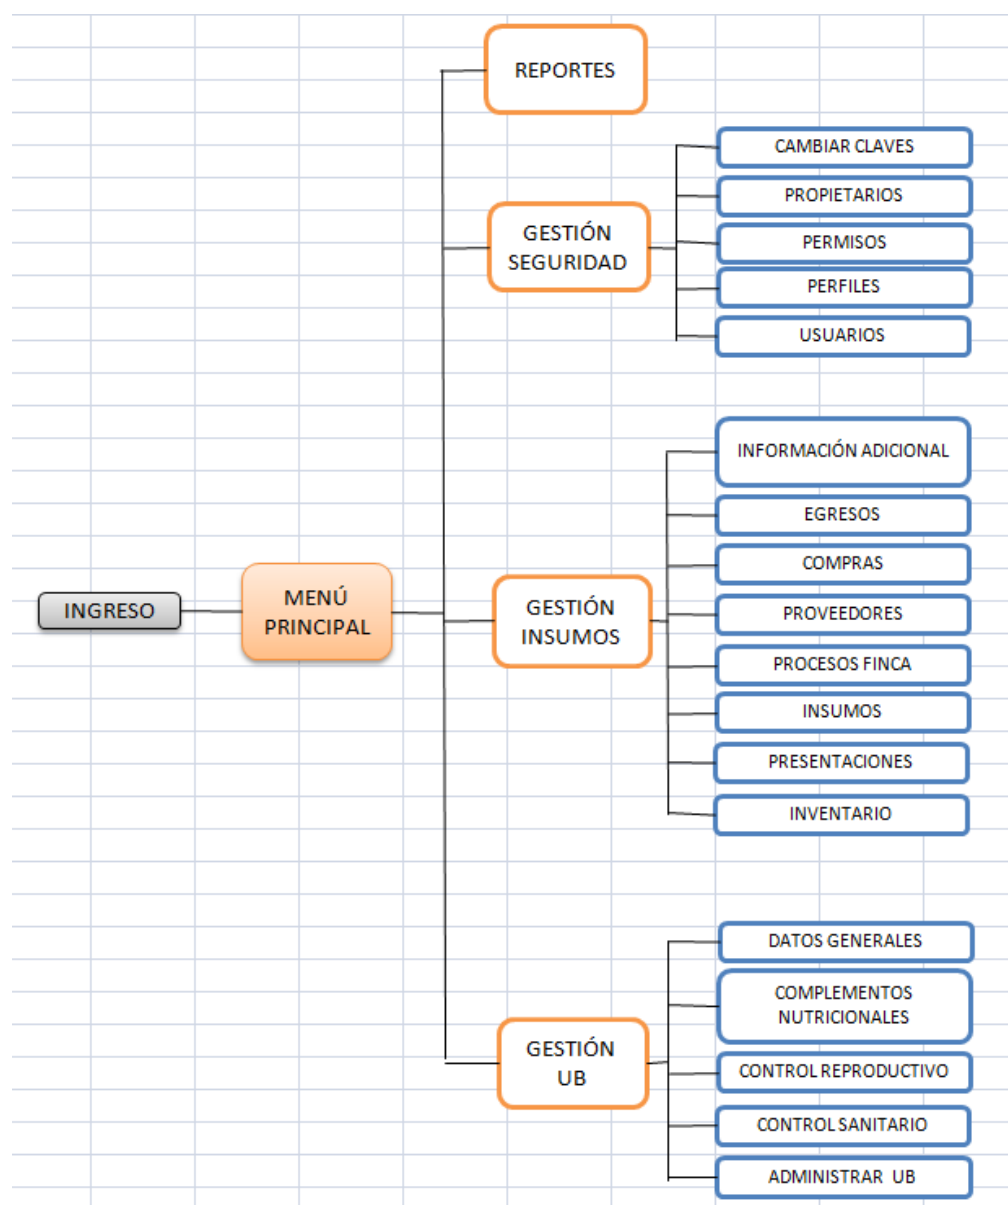 REPORTES
CAMBIAR CLAVES
PROPIETARIOS
GESTIÓN
SEGURIDAD
PERMISOS
PERFILES
USUARIOS
INFORMACIÓN ADICIONAL
EGRESOS
COMPRAS
INGRESO
MENÚ
PRINCIPAL
GESTIÓN
INSUMOS
PROVEEDORES
PROCESOS FINCA
INSUMOS
PRESENTACIONES
INVENTARIO
DATOS GENERALES
COMPLEMENTOS
NUTRICIONALES
GESTIÓN
UB
CONTROL REPRODUCTIVO
CONTROL SANITARIO
ADMINISTRAR UB